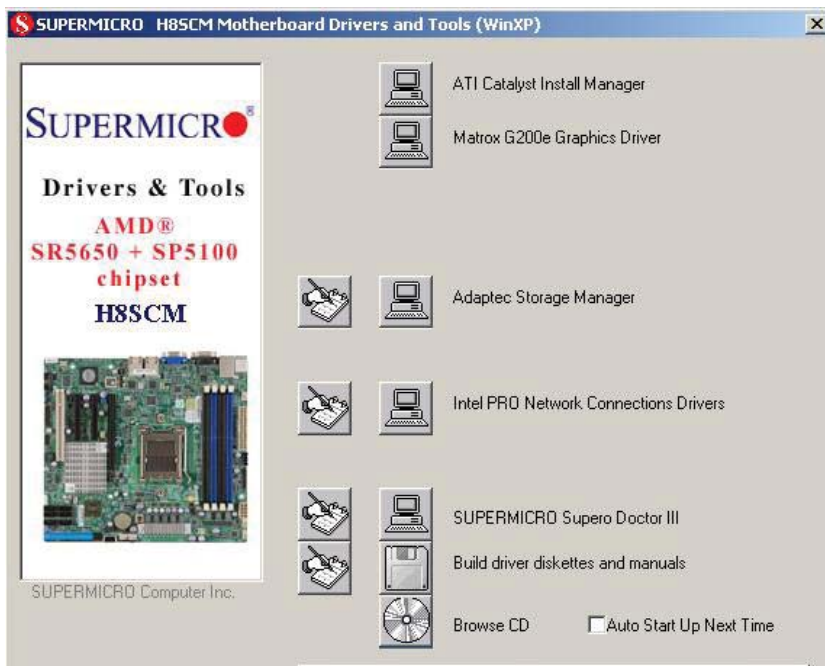 SUPERMICRO H8SCM Motherboard Drivers and Tools (WinXP)
SUPERMICRO®
Drivers & Tools
AMD®
SR5650 + SP5100
chipset
H8SCM
SUPERMICRO Computer Inc.
ATI Catalyst Install Manager
Matrox G200e Graphics Driver
Adaptec Storage Manager
Intel PRO Network Connections Drivers
SUPERMICRO Supero Doctor III
Build driver diskettes and manuals
Browse CD
Auto Start Up Next Time